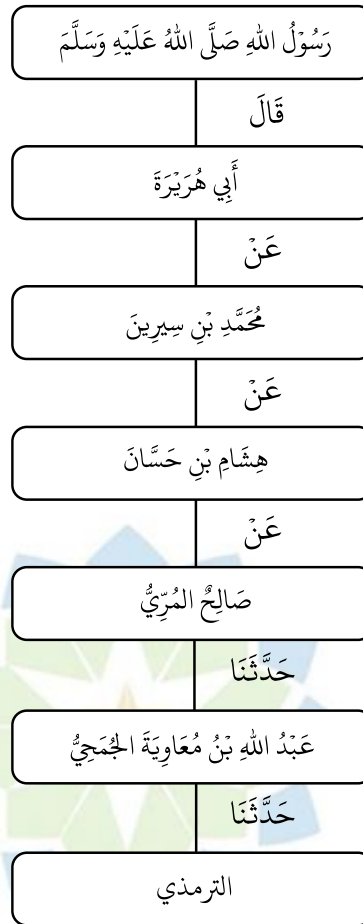 رَسُوْلُ اللهِ صَلَّى اللهُ عَلَيْهِ وَسَلَّمَ
قَالَ
أَبِي هُرَيْرَةَ
عَنْ
مُحَمَّدِ بْنِ سِيرِينَ
عَنْ
هِشَامِ بْنِ حَسَّانَ
عَنْ
صَالِحٌ المُرِّيُّ
حَدَّثَنَا
عَبْدُ اللهِ بْنُ مُعَاوِيَةَ الجُمَحِيُّ
حَدَّثَنَا
الترمذي